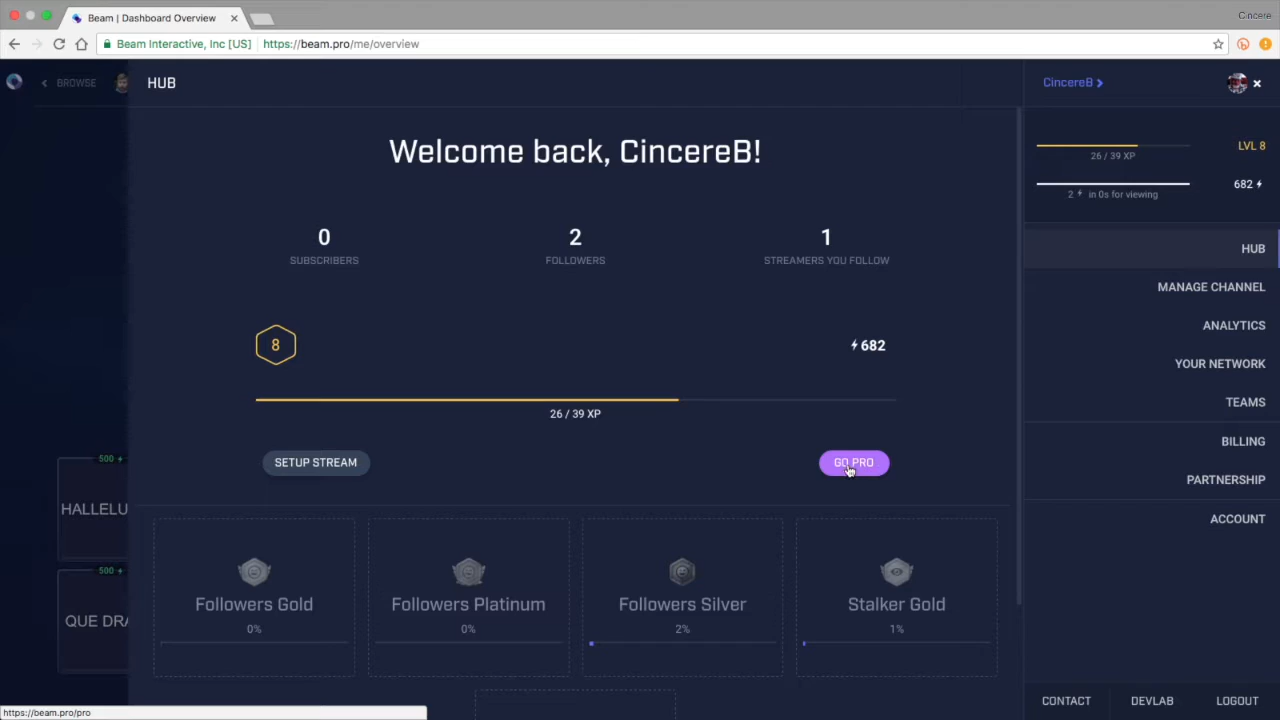 Beam | Dashboard Overview
Cincere
Beam Interactive, Inc [US] https://beam.pro/me/overview
BROWSE
HUB
CincereB
Welcome back, CincereB!
LVL 8
26 / 39 XP
682
2 in 0s for viewing
0
SUBSCRIBERS
2
FOLLOWERS
1
STREAMERS YOU FOLLOW
8
682
26 / 39 XP
SETUP STREAM
GO PRO
HUB
MANAGE CHANNEL
ANALYTICS
YOUR NETWORK
TEAMS
BILLING
PARTNERSHIP
ACCOUNT
500
HALLELU
500
QUE DRA
Followers Gold
0%
Followers Platinum
0%
Followers Silver
2%
Stalker Gold
1%
CONTACT
DEVLAB
LOGOUT
https://beam.pro/pro